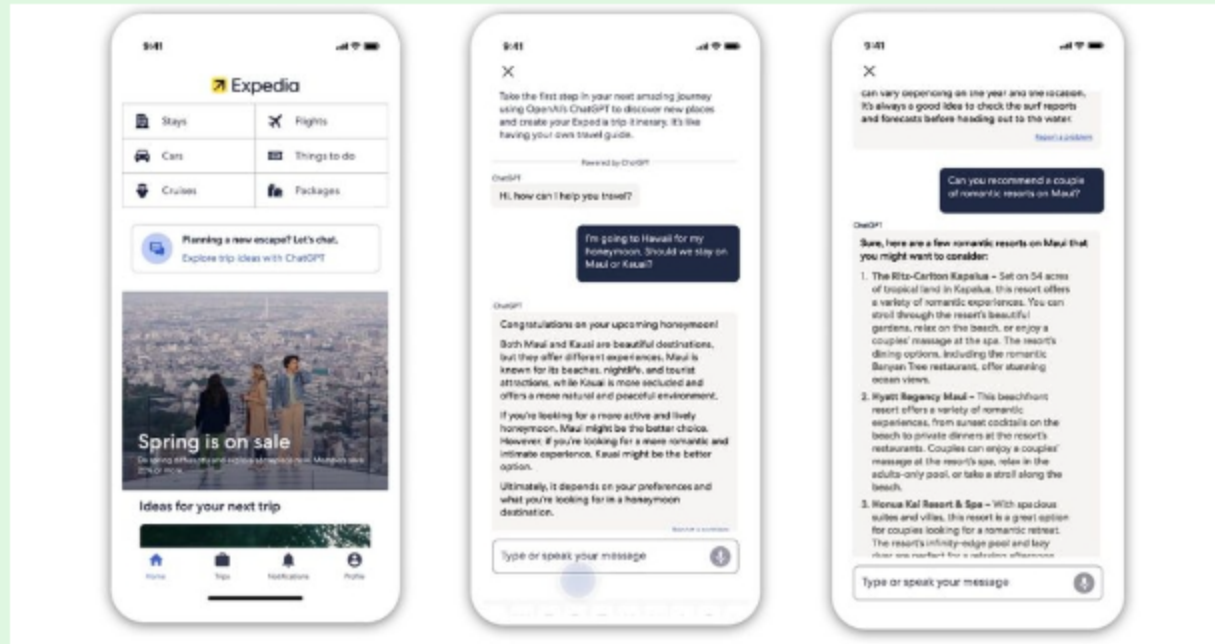 9:41
Expedia
Stays
Flights
Cars
Things to do
Cruises
Packages
Planning a new escape? Let's chat.
Explore trip ideas with ChatGPT
Spring is on sale
Ideas for your next trip
Home
Trips
Notifications
Profile
9:41
Take the first step in your next amazing journey
using OpenAI's ChatGPT to discover new places
and create your Expedia trip itinerary. It's like
having your own travel guide.
Powered by ChatGPT
ChatGPT
Hi, how can I help you travel?
I'm going to Hawaii for my
honeymoon. Should we stay on
Maui or Kauai?
ChatGPT
Congratulations on your upcoming honeymoon!
Both Maui and Kauai are beautiful destinations,
but they offer different experiences. Maui is
known for its beaches, nightlife, and tourist
attractions, while Kauai is more secluded and
offers a more natural and peaceful environment.
If you're looking for a more active and lively
honeymoon, Maui might be the better choice.
However, if you're looking for a more romantic and
intimate experience, Kauai might be the better
option.
Ultimately, it depends on your preferences and
what you're looking for in a honeymoon
destination.
Report a problem
Type or speak your message
9:41
can vary depending on the year and the location.
It's always a good idea to check the surf reports
and forecasts before heading out to the water.
Report a problem
Can you recommend a couple
of romantic resorts on Maui?
ChatGPT
Sure, here are a few romantic resorts on Maui that
you might want to consider:
1. The Ritz-Carlton Kapalua – Set on 54 acres
of tropical land in Kapalua, this resort offers
a variety of romantic experiences. You can
stroll through the resort's beautiful
gardens, relax on the beach, or enjoy a
couples' massage at the spa. The resort's
dining options, including the romantic
Banyan Tree restaurant, offer stunning
ocean views.
2. Hyatt Regency Maui – This beachfront
resort offers a variety of romantic
experiences, from sunset cocktails on the
beach to private dinners at the resort's
restaurants. Couples can enjoy a couples'
massage at the resort's spa, relax in the
adults-only pool, or take a stroll along the
beach.
3. Honua Kai Resort & Spa – With spacious
suites and villas, this resort is a great option
for couples looking for a romantic retreat.
The resort's infinity-edge pool and lazy
river are perfect for a relaxing afternoon
Type or speak your message